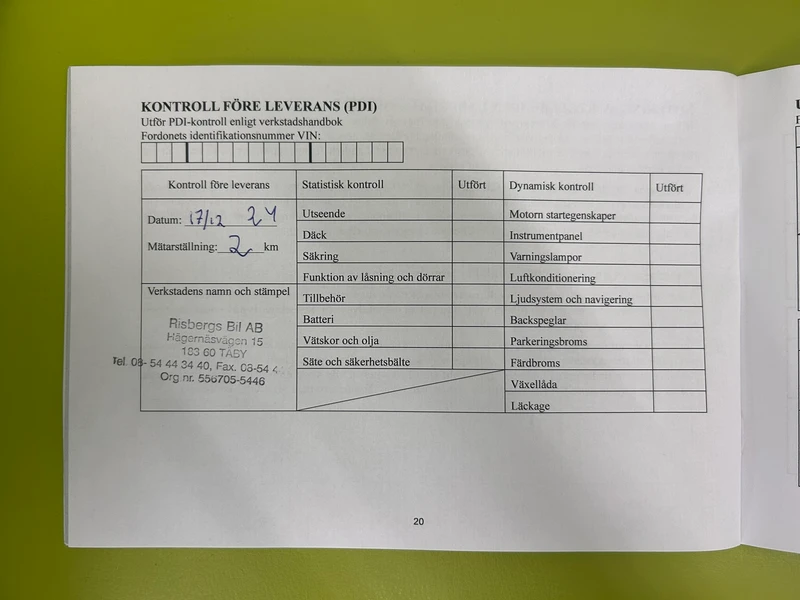 KONTROLL FÖRE LEVERANS (PDI)
Utför PDI-kontroll enligt verkstadshandbok
Fordonets identifikationsnummer VIN:
Kontroll före leverans Statistisk kontroll Utfört Dynamisk kontroll Utfört
Datum: 17/12 24
Mätarställning: 2 km
Utseende Motorn startegenskaper
Däck Instrumentpanel
Säkring Varningslampor
Funktion av låsning och dörrar Luftkonditionering
Verkstadens namn och stämpel
Tillbehör Ljudsystem och navigering
Batteri Backspeglar
Vätskor och olja Parkeringsbroms
Säte och säkerhetsbälte Färdbroms
Växellåda
Läckage
Risbergs Bil AB
Hägernäsvägen 15
183 60 TÄBY
Tel. 08- 54 44 34 40, Fax. 08-54 4
Org nr. 556705-5446
20